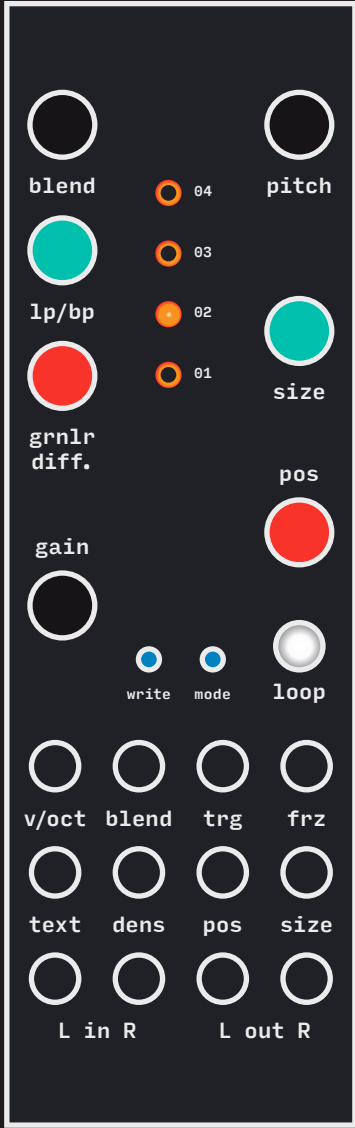 blend
pitch
04
03
lp/bp
02
01
size
grnlr
diff.
pos
gain
write
mode
loop
v/oct blend trg frz
text dens pos size
L in R
L out R